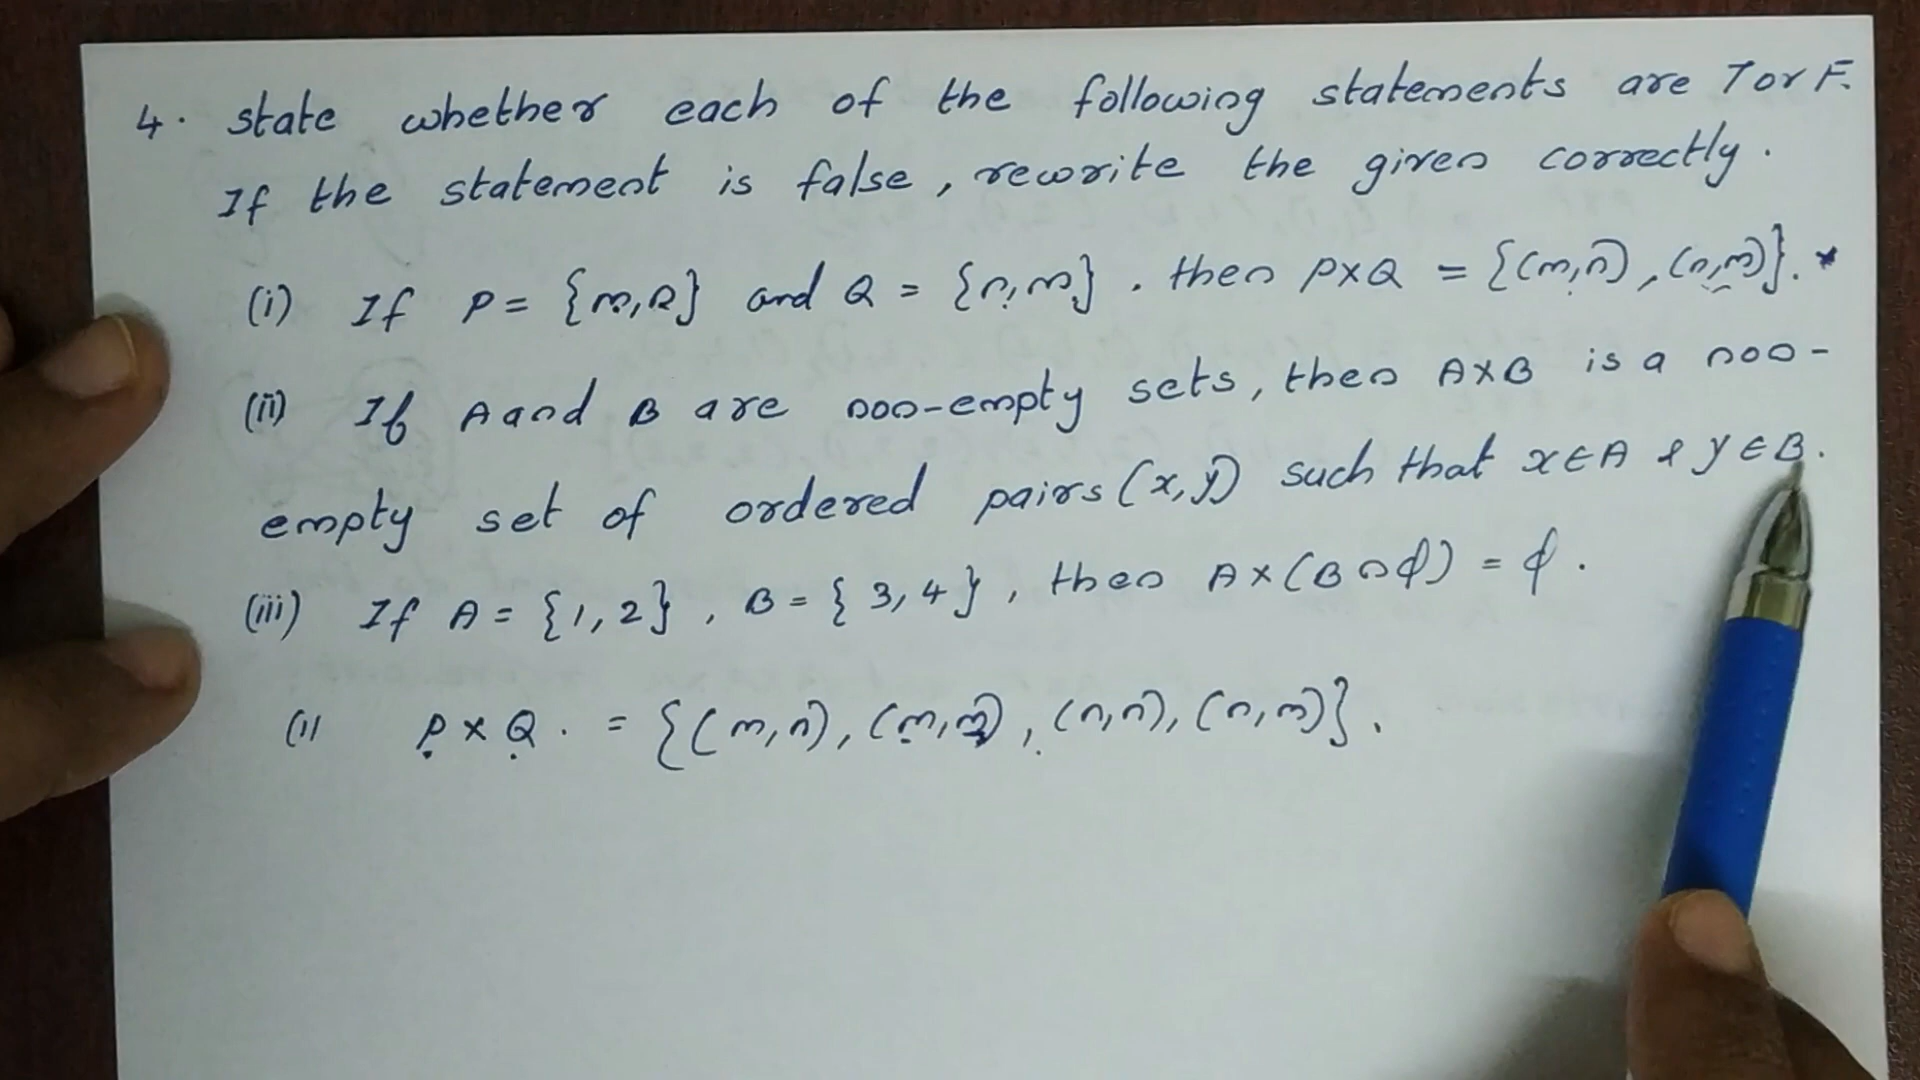 4. state whether each of the following statements are T or F.
If the statement is false, rewrite the given correctly.
(i) If P = {m,n} and Q = {n,m}, then P×Q = {(m,n),(n,m)}.
(ii) If A and B are non-empty sets, then A×B is a non-
empty set of ordered pairs (x,y) such that x∈A & y∈B.
(iii) If A = {1,2}, B = {3,4}, then A×(B∩ϕ) = ϕ.
(i) P×Q. = {(m,n), (m,m), (n,n), (n,m)}.